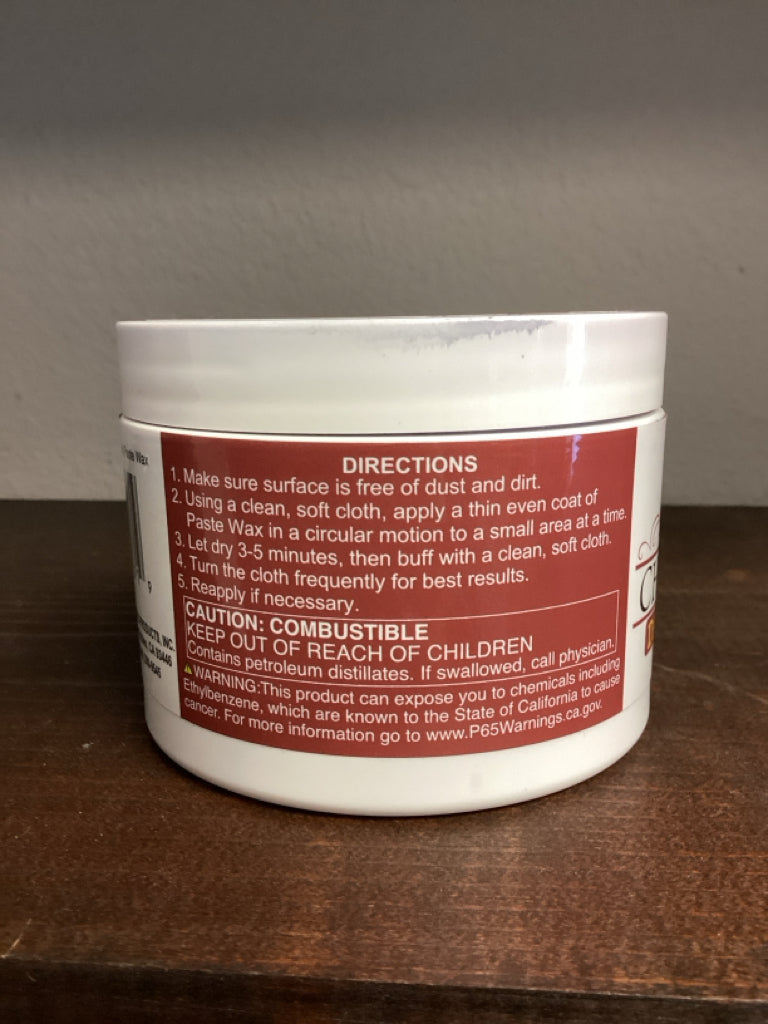 DIRECTIONS
1. Make sure surface is free of dust and dirt.
2. Using a clean, soft cloth, apply a thin even coat of
Paste Wax in a circular motion to a small area at a time.
3. Let dry 3-5 minutes, then buff with a clean, soft cloth.
4. Turn the cloth frequently for best results.
5. Reapply if necessary.
CAUTION: COMBUSTIBLE
KEEP OUT OF REACH OF CHILDREN
Contains petroleum distillates. If swallowed, call physician.
WARNING:This product can expose you to chemicals including
Ethylbenzene, which are known to the State of California to cause
cancer. For more information go to www.P65Warnings.ca.gov.
Wax
9
INC.